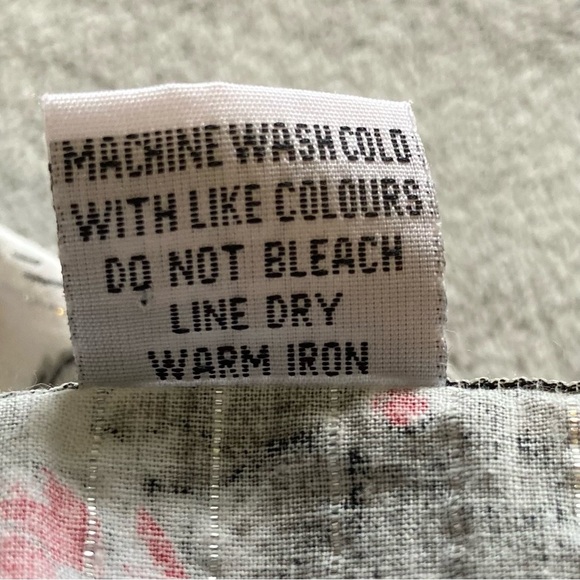 MACHINE WASH COLD
WITH LIKE COLOURS
DO NOT BLEACH
LINE DRY
WARM IRON